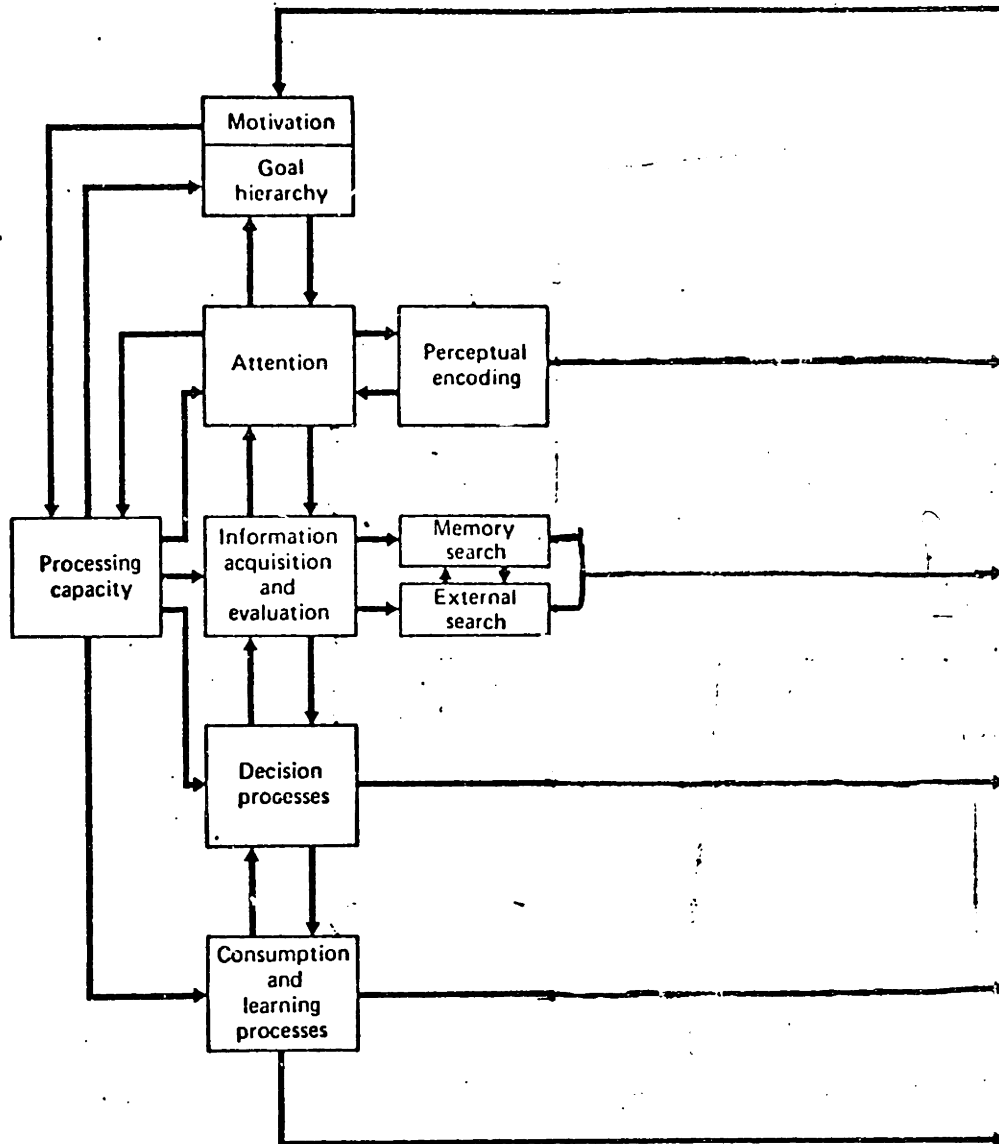 Motivation
Goal
hierarchy
Attention
Perceptual
encoding
Processing
capacity
Information
acquisition
and
evaluation
Memory
search
External
search
Decision
processes
Consumption
and
learning
processes